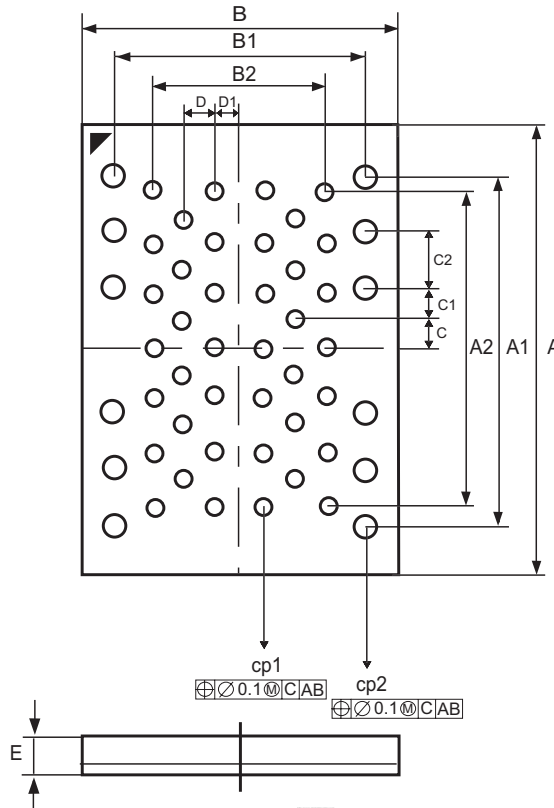 B
B1
B2
D D1
C2
C1
C
A2 A1 A
cp1
⌖ ∅ 0.1 Ⓜ C AB
cp2
⌖ ∅ 0.1 Ⓜ C AB
E